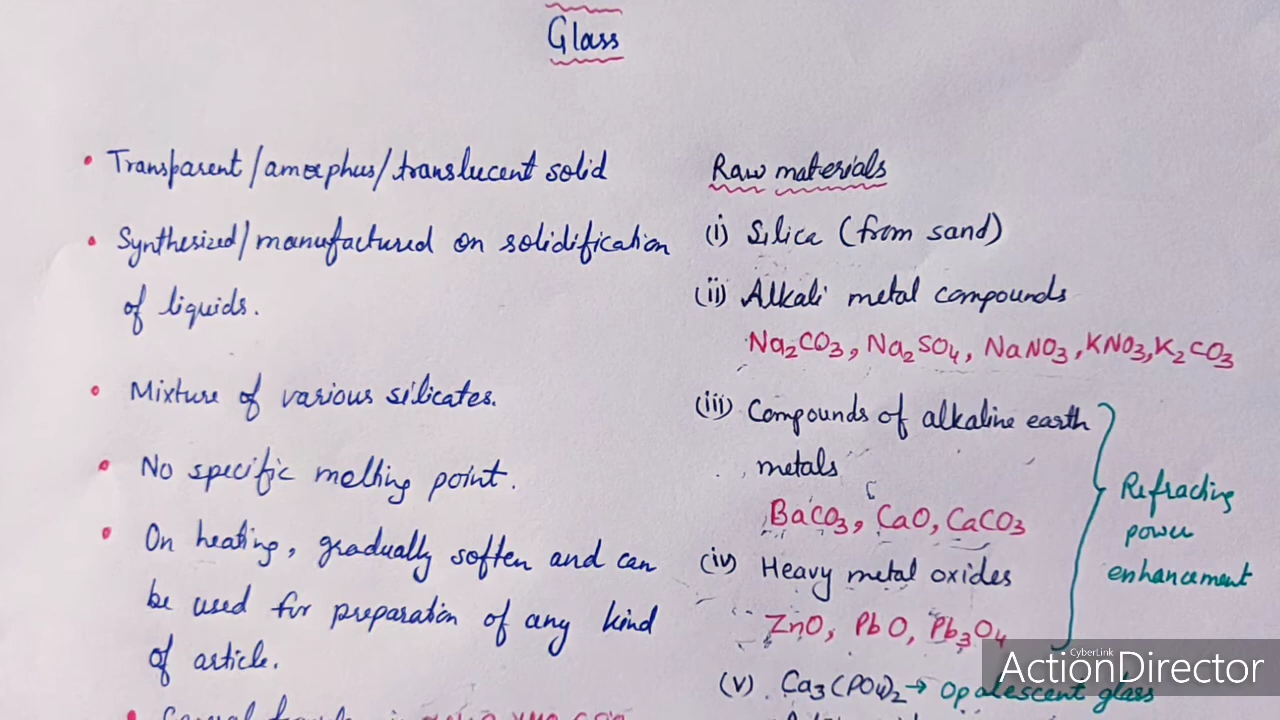 Glass
• Transparent/amorphus/translucent solid
• Synthesized/manufactured on solidification
of liquids.
• Mixture of various silicates.
• No specific melting point.
• On heating, gradually soften and can
be used for preparation of any kind
of article.
Raw materials
(i) Silica (from sand)
(ii) Alkali metal compounds
Na₂CO₃, Na₂SO₄, NaNO₃, KNO₃, K₂CO₃
(iii) Compounds of alkaline earth
metals
BaCO₃, CaO, CaCO₃
(iv) Heavy metal oxides
ZnO, PbO, Pb₃O₄
Refracting
power
enhancement
(v) Ca₃(PO₄)₂ → Opalescent glass
CyberLink
ActionDirector